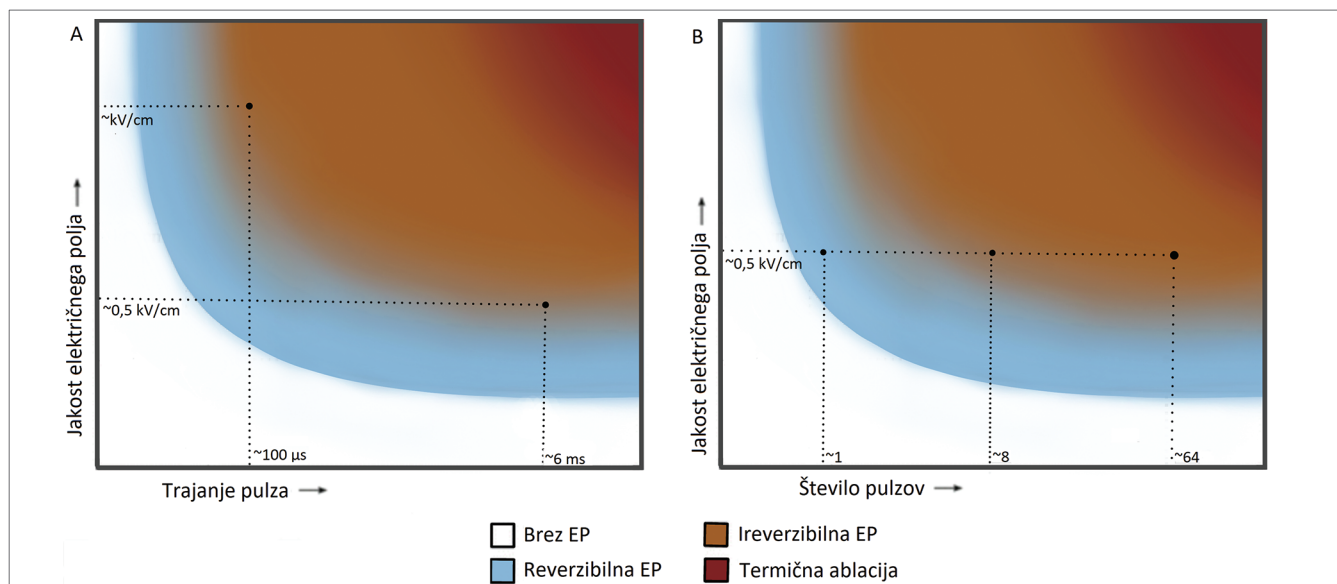 A
~kV/cm
~0,5 kV/cm
~100 µs
~6 ms
Jakost električnega polja
Trajanje pulza
B
~0,5 kV/cm
~1
~8
~64
Jakost električnega polja
Število pulzov
Brez EP
Ireverzibilna EP
Reverzibilna EP
Termična ablacija